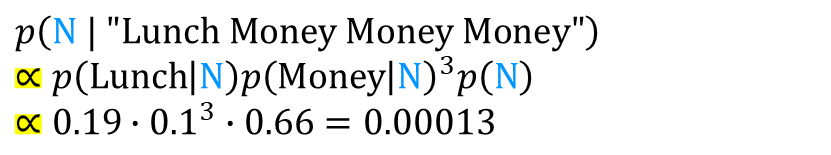 p(N | "Lunch Money Money Money")
∝ p(Lunch|N)p(Money|N)³p(N)
∝ 0.19 · 0.1³ · 0.66 = 0.00013